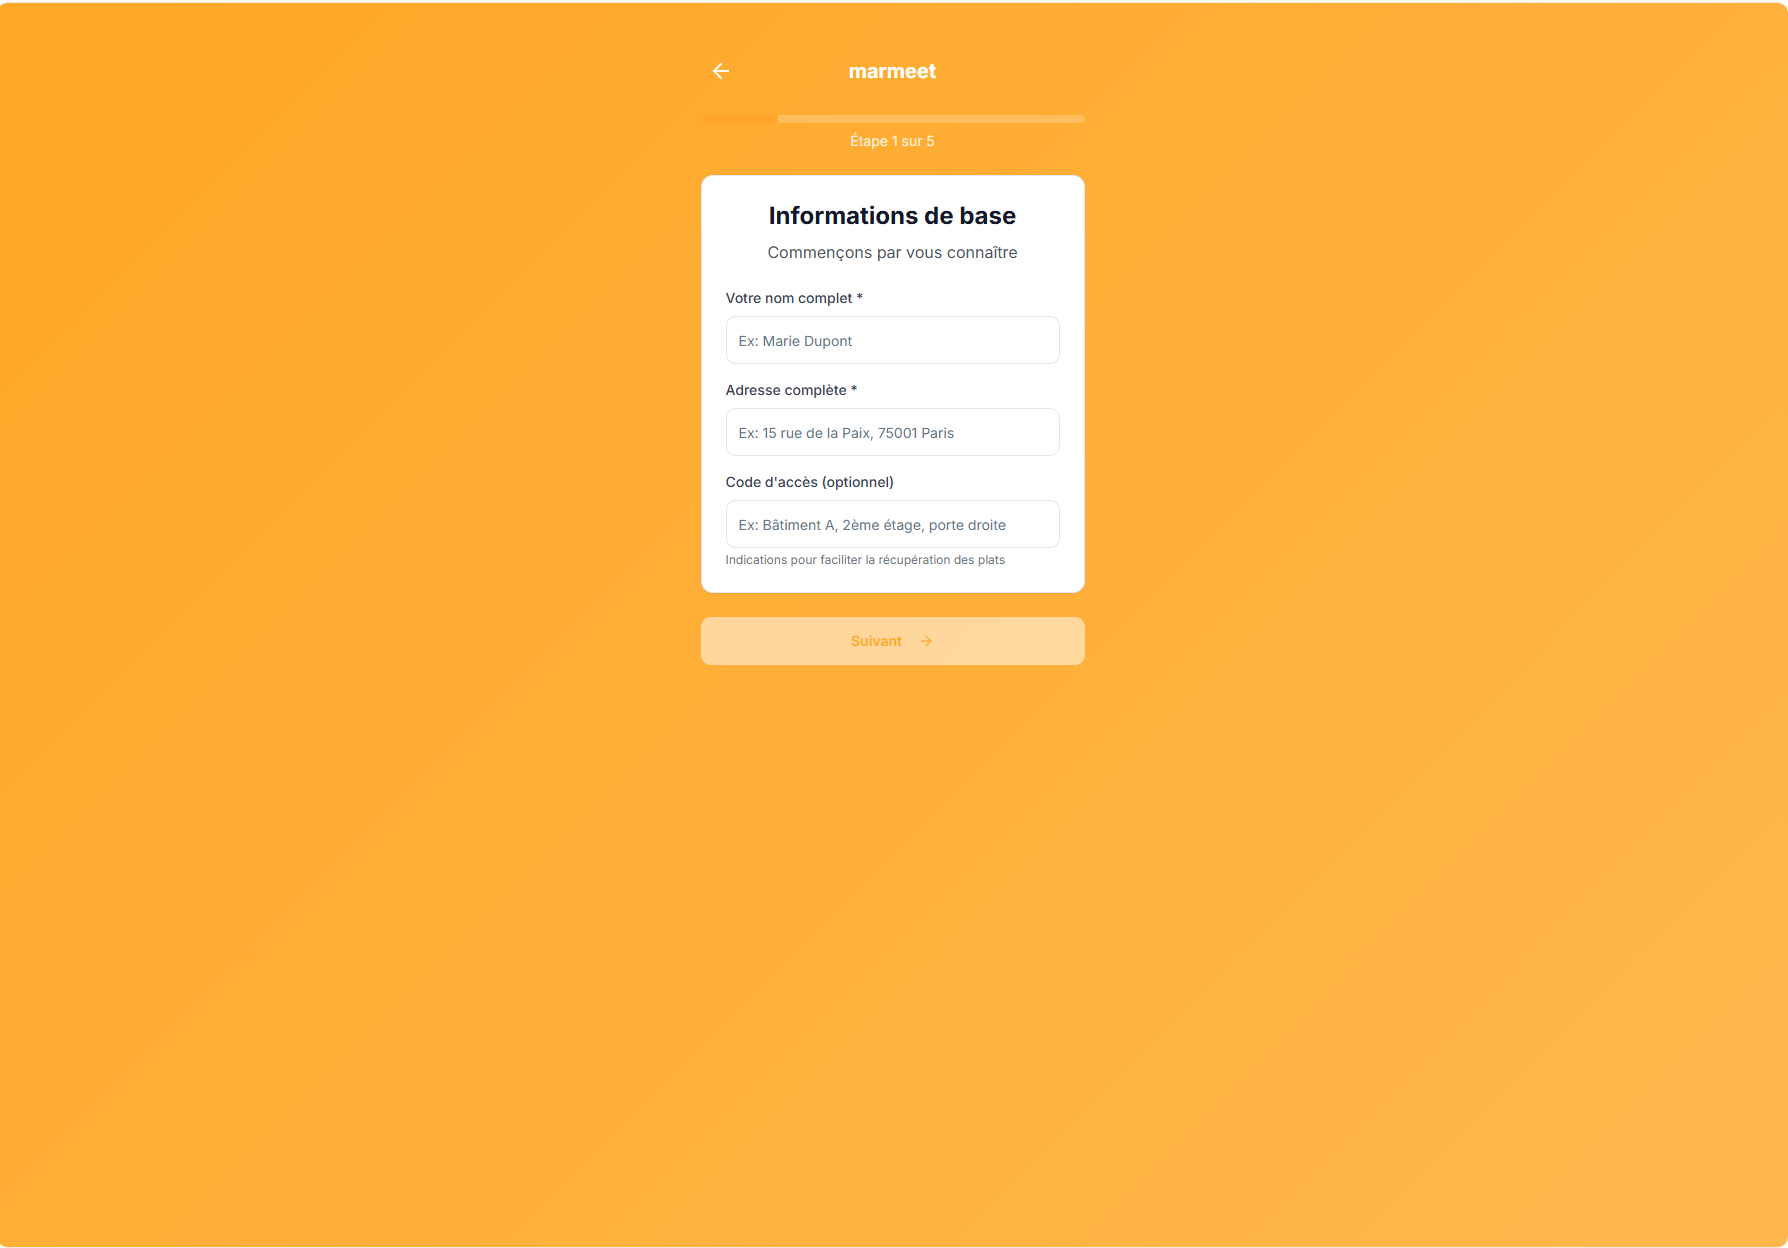 marmeet
Étape 1 sur 5
Informations de base
Commençons par vous connaître
Votre nom complet *
Ex: Marie Dupont
Adresse complète *
Ex: 15 rue de la Paix, 75001 Paris
Code d'accès (optionnel)
Ex: Bâtiment A, 2ème étage, porte droite
Indications pour faciliter la récupération des plats
Suivant